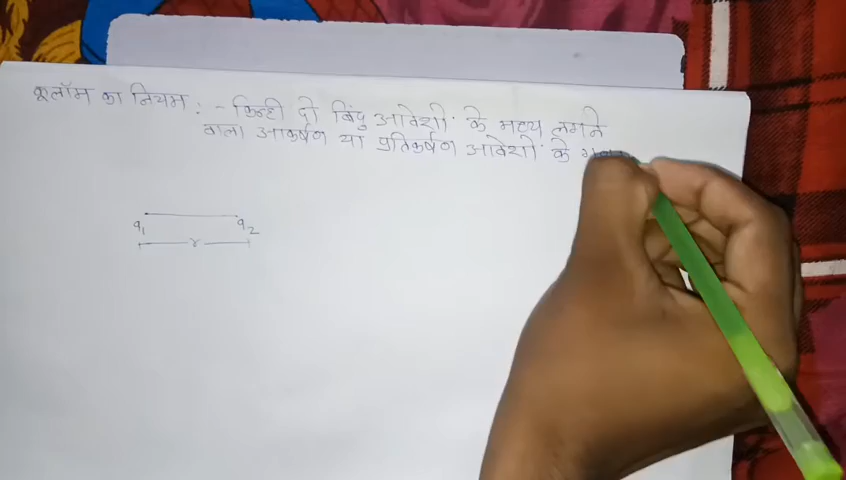 कूलॉम का नियम : - किन्ही दो बिंदु आवेशों के मध्य लगने
वाला आकर्षण या प्रतिकर्षण आवेशों के
q1 q2
r